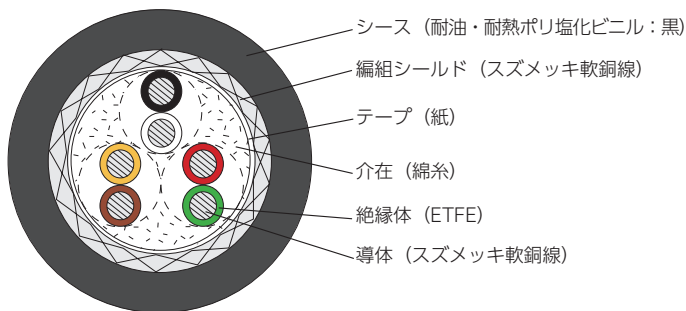 シース（耐油・耐熱ポリ塩化ビニル：黒）
編組シールド（スズメッキ軟銅線）
テープ（紙）
介在（綿糸）
絶縁体（ETFE）
導体（スズメッキ軟銅線）